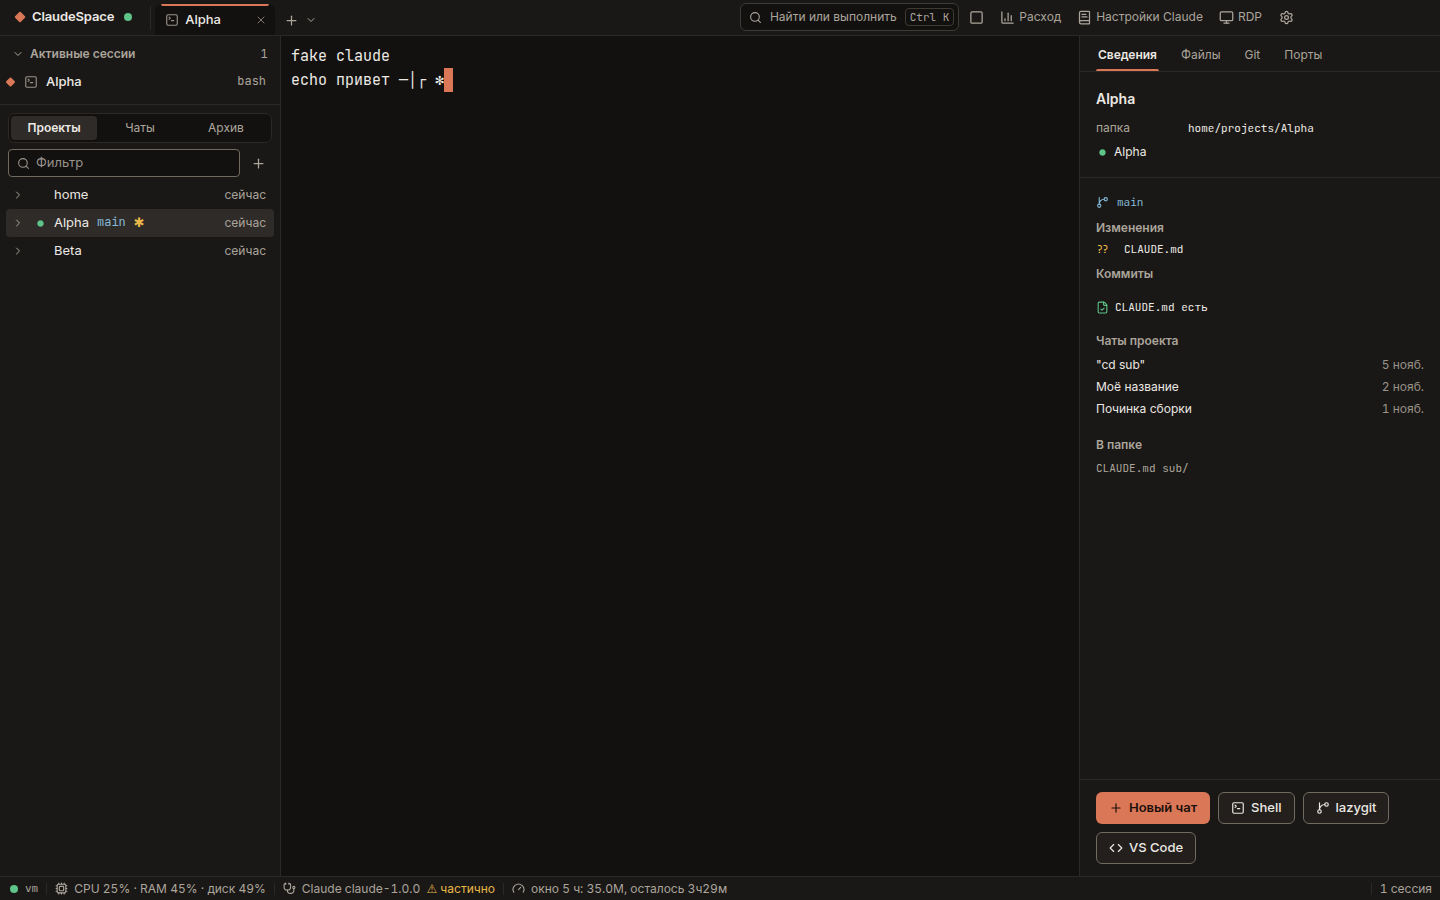 ClaudeSpace
Alpha
Найти или выполнить Ctrl K
Расход
Настройки Claude
RDP
Активные сессии 1
Alpha bash
Проекты Чаты Архив
Фильтр
home сейчас
Alpha main ✱ сейчас
Beta сейчас
fake claude
echo привет —│┌ ✻
Сведения Файлы Git Порты
Alpha
папка home/projects/Alpha
Alpha
main
Изменения
?? CLAUDE.md
Коммиты
CLAUDE.md есть
Чаты проекта
"cd sub" 5 нояб.
Моё название 2 нояб.
Починка сборки 1 нояб.
В папке
CLAUDE.md sub/
Новый чат Shell lazygit
VS Code
vm CPU 25% · RAM 45% · диск 49% Claude claude-1.0.0 ⚠ частично окно 5 ч: 35.0M, осталось 3ч29м 1 сессия